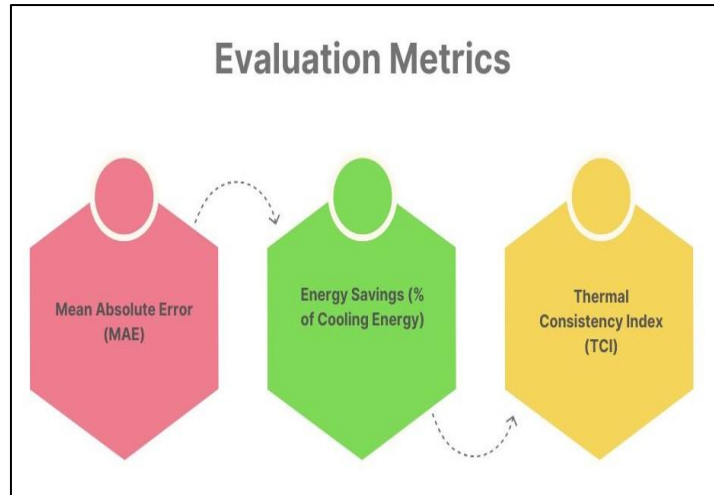 Evaluation Metrics
Mean Absolute Error
(MAE)
Energy Savings (%
of Cooling Energy)
Thermal
Consistency Index
(TCI)